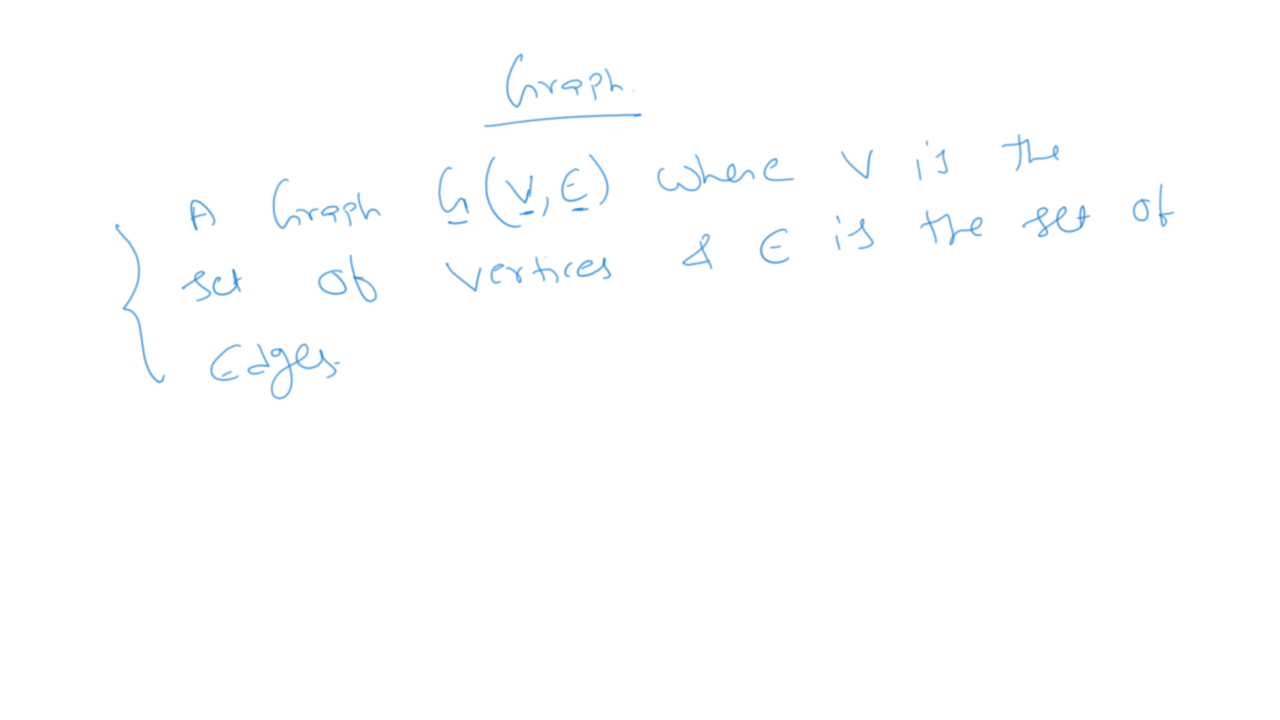 Graph.
A Graph G(V, E) where V is the
set of vertices & E is the set of
Edges.